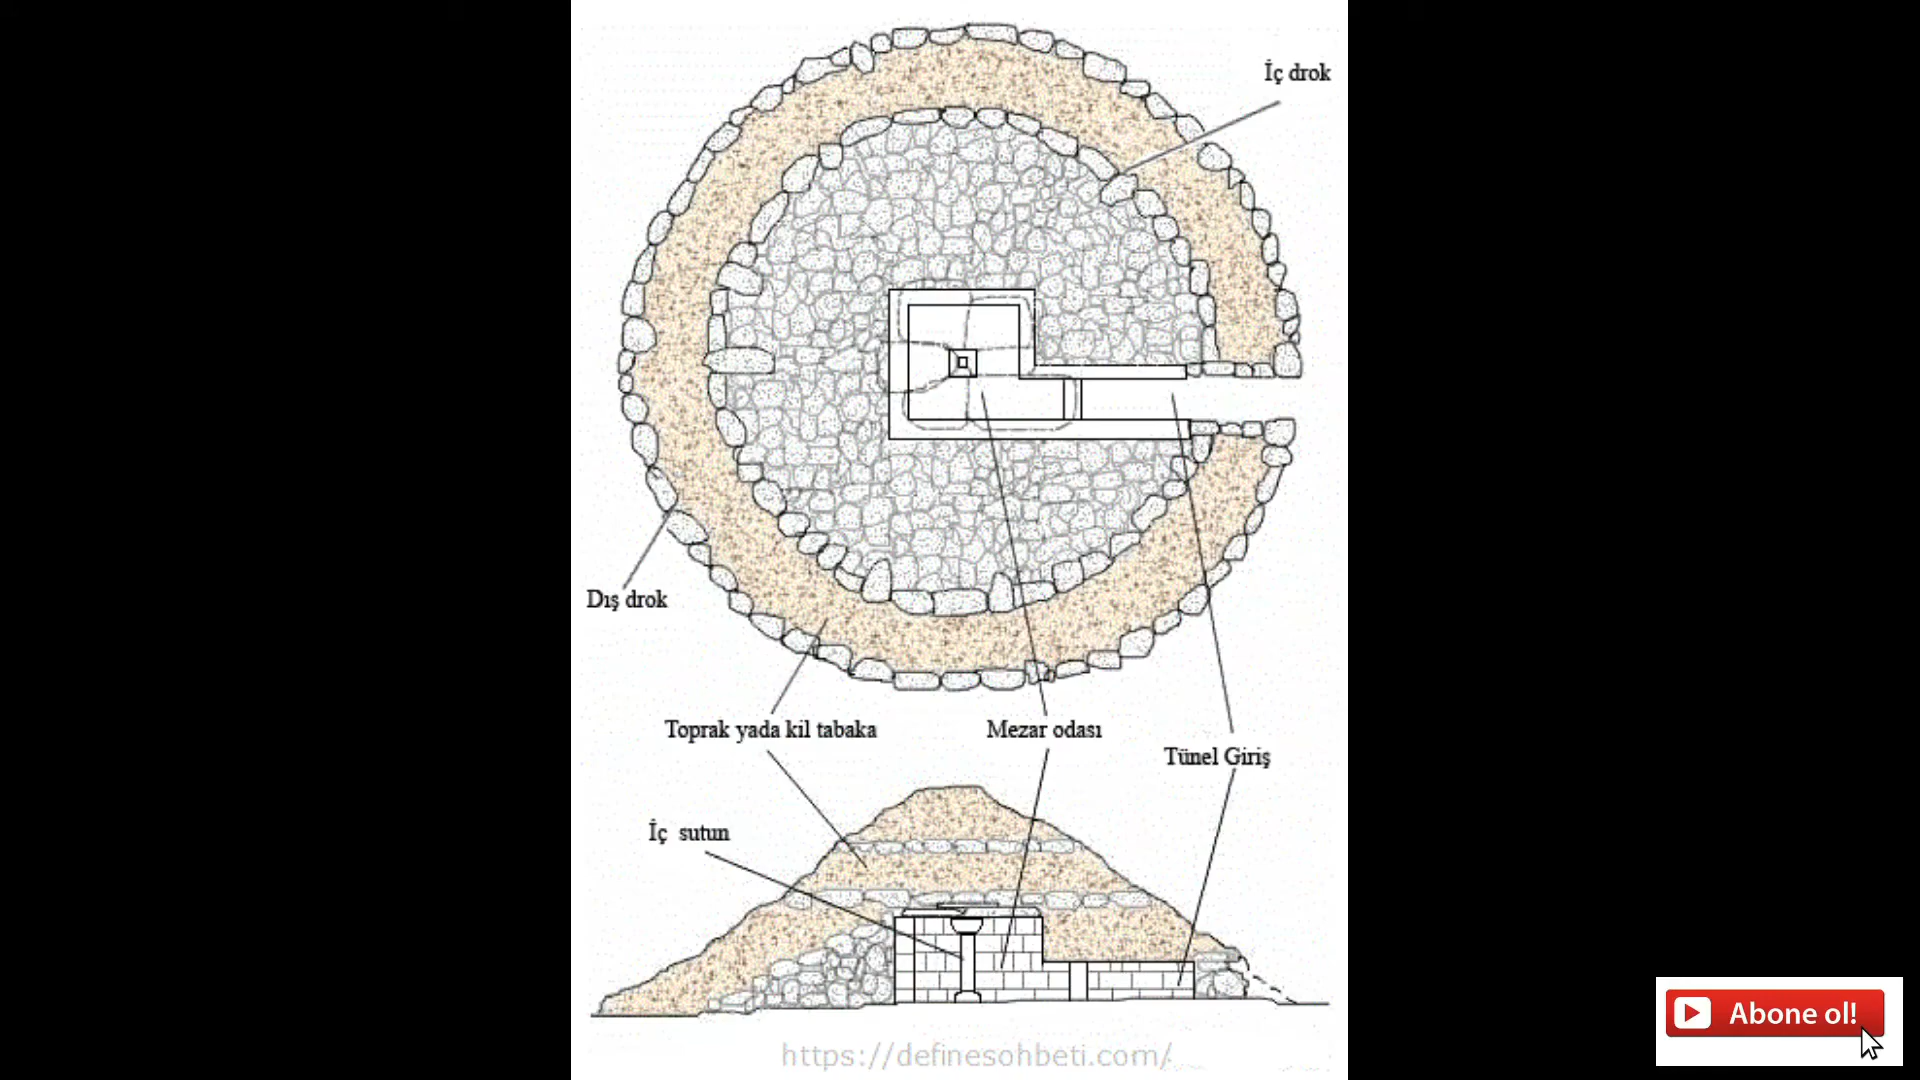 İç drok
Dış drok
Toprak yada kil tabaka
Mezar odası
Tünel Giriş
İç sutun
https://definesohbeti.com/
Abone ol!